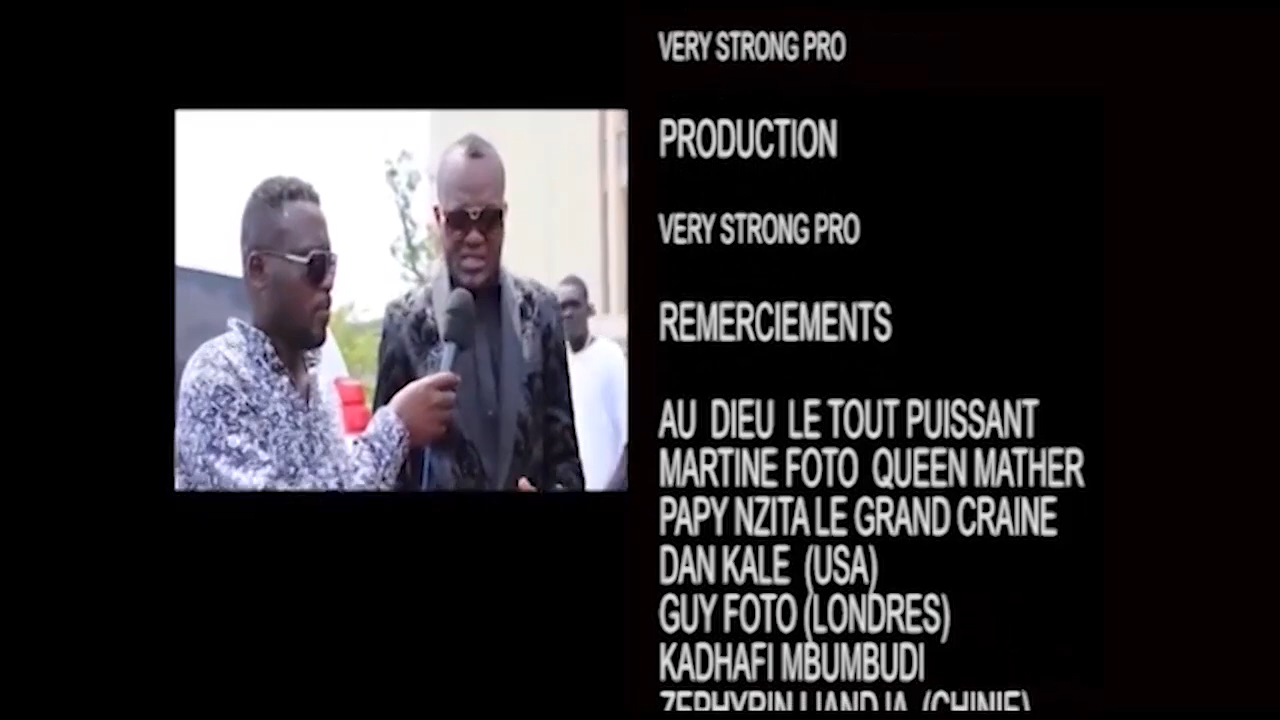 VERY STRONG PRO
PRODUCTION
VERY STRONG PRO
REMERCIEMENTS
AU DIEU LE TOUT PUISSANT
MARTINE FOTO QUEEN MATHER
PAPY NZITA LE GRAND CRAINE
DAN KALE (USA)
GUY FOTO (LONDRES)
KADHAFI MBUMBUDI